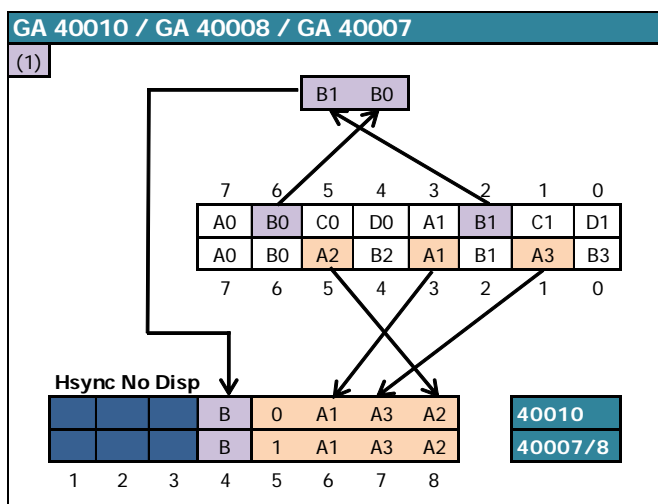 GA 40010 / GA 40008 / GA 40007
(1)
B1 B0
7 6 5 4 3 2 1 0
A0 B0 C0 D0 A1 B1 C1 D1
A0 B0 A2 B2 A1 B1 A3 B3
7 6 5 4 3 2 1 0
Hsync No Disp
B 0 A1 A3 A2 40010
B 1 A1 A3 A2 40007/8
1 2 3 4 5 6 7 8